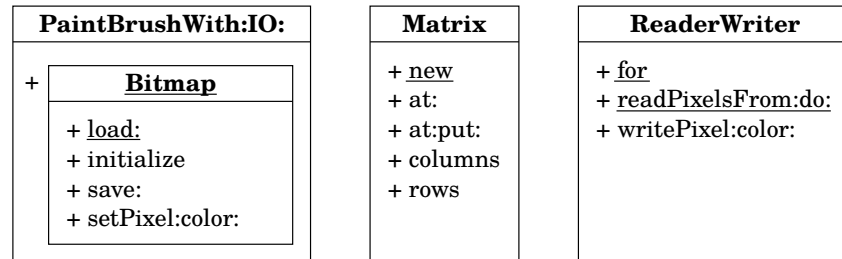 PaintBrushWith:IO:
+
Bitmap
+ load:
+ initialize
+ save:
+ setPixel:color:
Matrix
+ new
+ at:
+ at:put:
+ columns
+ rows
ReaderWriter
+ for
+ readPixelsFrom:do:
+ writePixel:color: